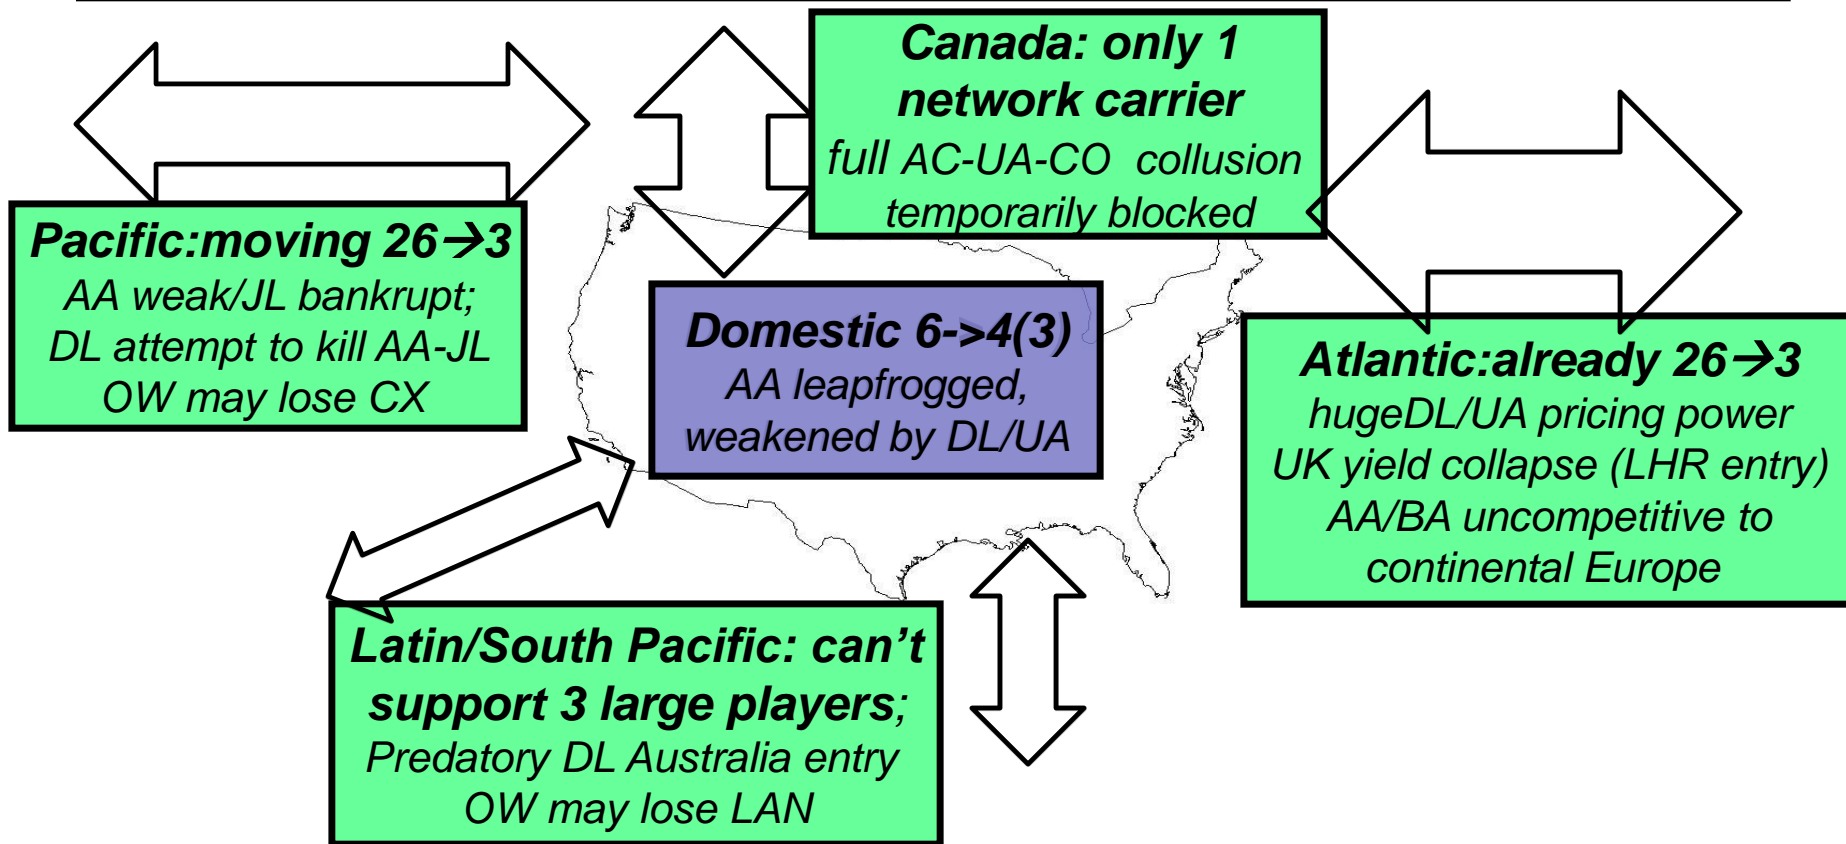 Canada: only 1
network carrier
full AC-UA-CO collusion
temporarily blocked
Pacific:moving 26→3
AA weak/JL bankrupt;
DL attempt to kill AA-JL
OW may lose CX
Domestic 6->4(3)
AA leapfrogged,
weakened by DL/UA
Atlantic:already 26→3
hugeDL/UA pricing power
UK yield collapse (LHR entry)
AA/BA uncompetitive to
continental Europe
Latin/South Pacific: can’t
support 3 large players;
Predatory DL Australia entry
OW may lose LAN